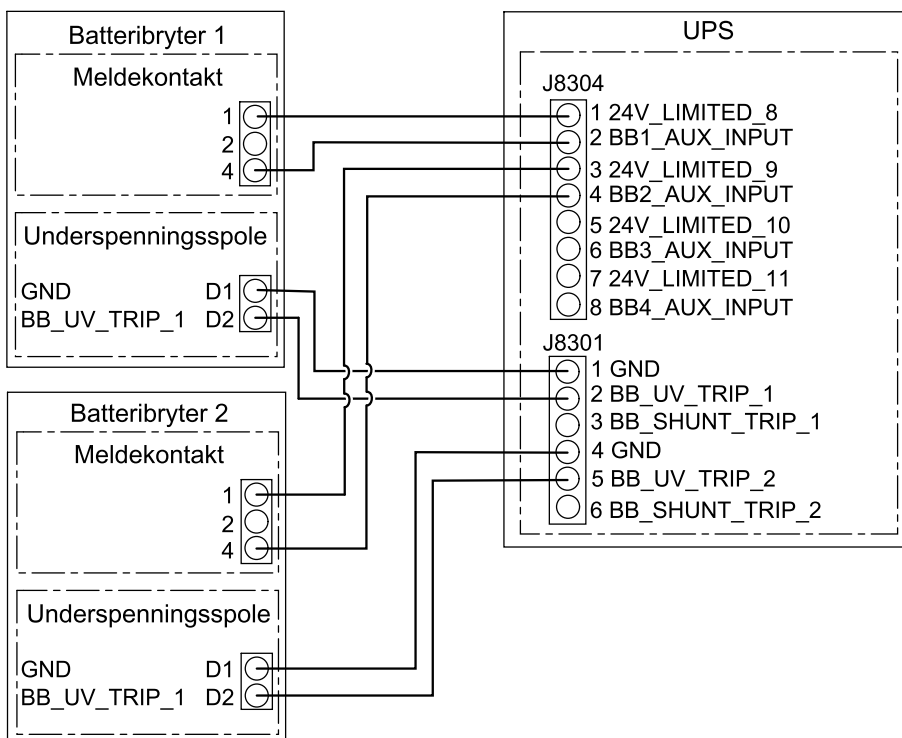 Batteribryter 1
Meldekontakt
1
2
4
Underspenningsspole
GND D1
BB_UV_TRIP_1 D2
Batteribryter 2
Meldekontakt
1
2
4
Underspenningsspole
GND D1
BB_UV_TRIP_1 D2
UPS
J8304
1 24V_LIMITED_8
2 BB1_AUX_INPUT
3 24V_LIMITED_9
4 BB2_AUX_INPUT
5 24V_LIMITED_10
6 BB3_AUX_INPUT
7 24V_LIMITED_11
8 BB4_AUX_INPUT
J8301
1 GND
2 BB_UV_TRIP_1
3 BB_SHUNT_TRIP_1
4 GND
5 BB_UV_TRIP_2
6 BB_SHUNT_TRIP_2